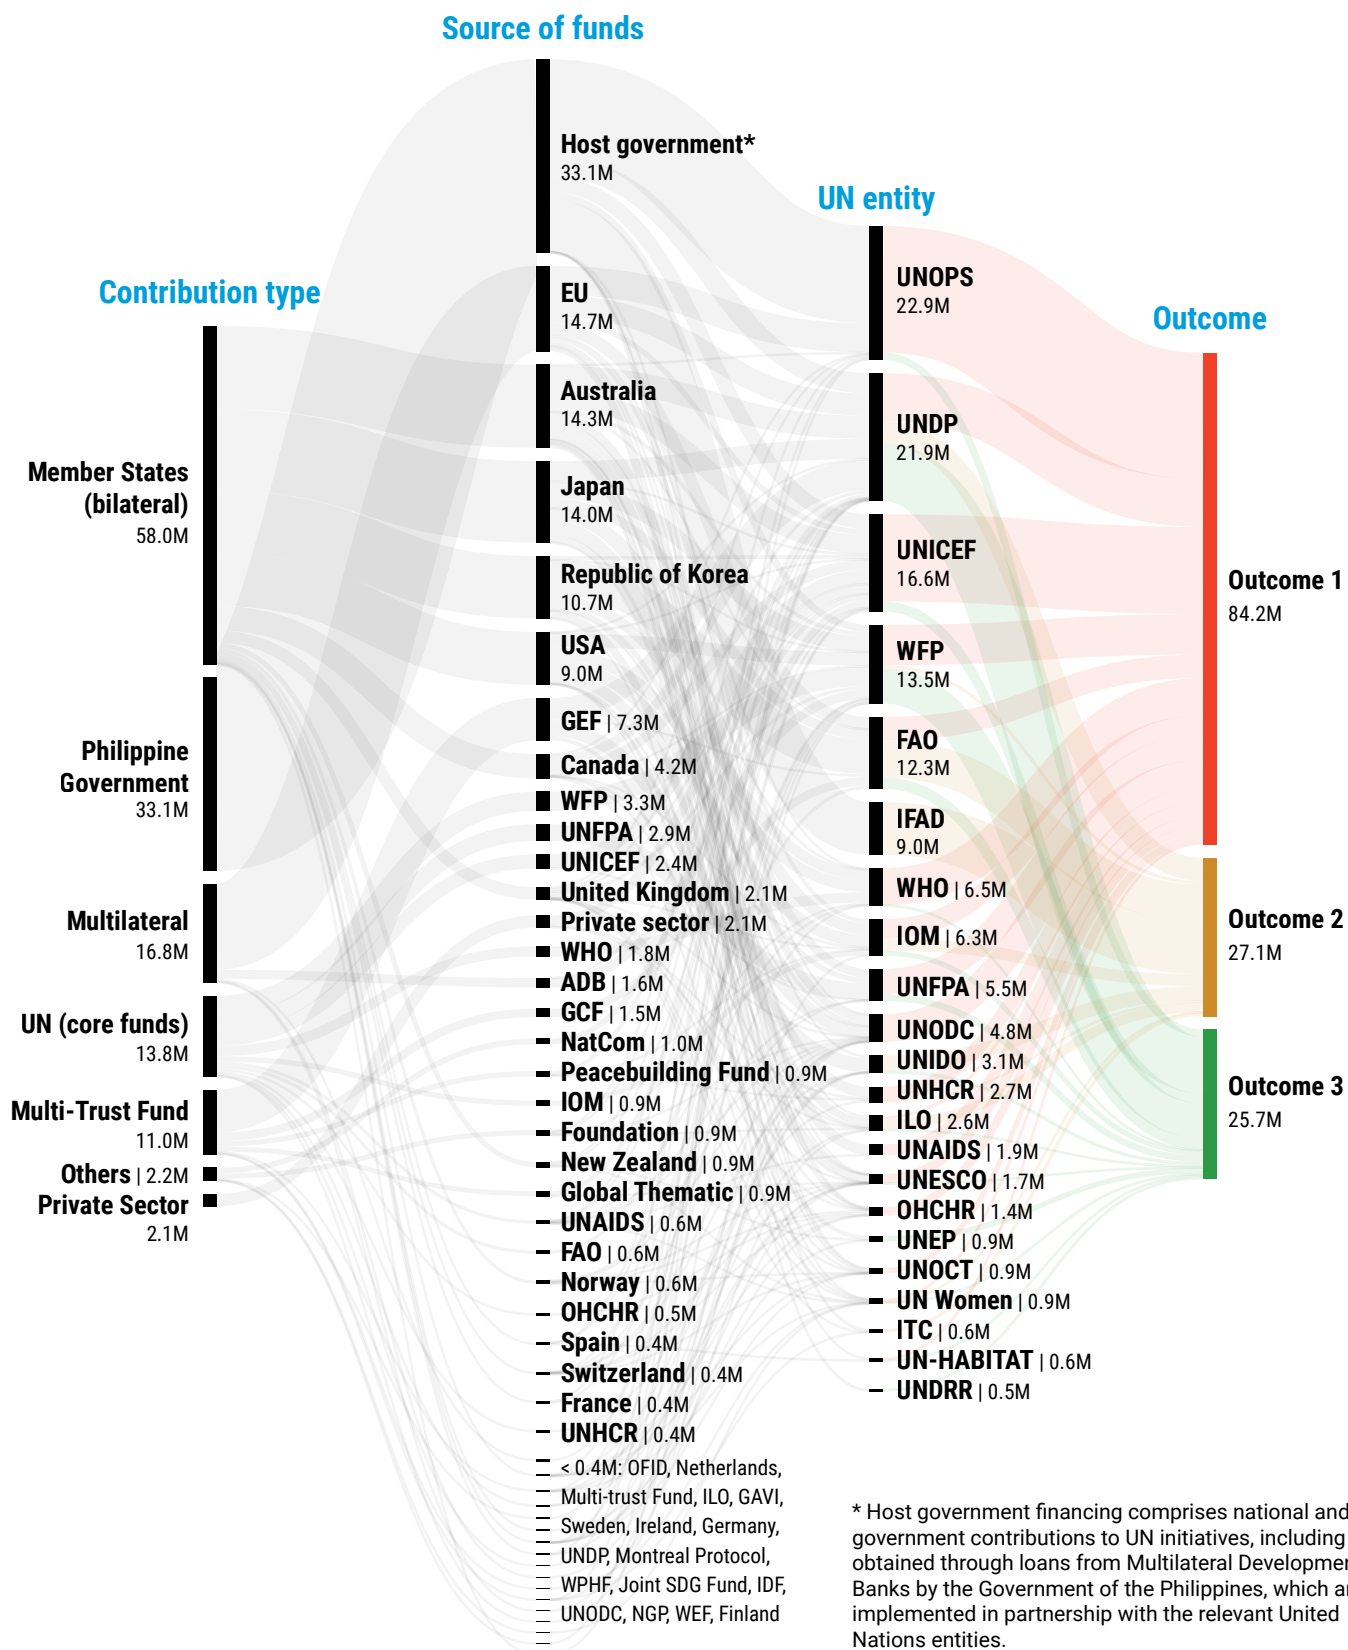 Source of funds
Host government*
33.1M
EU
14.7M
Australia
14.3M
Japan
14.0M
Republic of Korea
10.7M
USA
9.0M
GEF | 7.3M
Canada | 4.2M
WFP | 3.3M
UNFPA | 2.9M
UNICEF | 2.4M
United Kingdom | 2.1M
Private sector | 2.1M
WHO | 1.8M
ADB | 1.6M
GCF | 1.5M
NatCom | 1.0M
Peacebuilding Fund | 0.9M
IOM | 0.9M
Foundation | 0.9M
New Zealand | 0.9M
Global Thematic | 0.9M
UNAIDS | 0.6M
FAO | 0.6M
Norway | 0.6M
OHCHR | 0.5M
Spain | 0.4M
Switzerland | 0.4M
France | 0.4M
UNHCR | 0.4M
< 0.4M: OFID, Netherlands,
Multi-trust Fund, ILO, GAVI,
Sweden, Ireland, Germany,
UNDP, Montreal Protocol,
WPHF, Joint SDG Fund, IDF,
UNODC, NGP, WEF, Finland
Contribution type
Member States
(bilateral)
58.0M
Philippine
Government
33.1M
Multilateral
16.8M
UN (core funds)
13.8M
Multi-Trust Fund
11.0M
Others | 2.2M
Private Sector
2.1M
UN entity
UNOPS
22.9M
UNDP
21.9M
UNICEF
16.6M
WFP
13.5M
FAO
12.3M
IFAD
9.0M
WHO | 6.5M
IOM | 6.3M
UNFPA | 5.5M
UNODC | 4.8M
UNIDO | 3.1M
UNHCR | 2.7M
ILO | 2.6M
UNAIDS | 1.9M
UNESCO | 1.7M
OHCHR | 1.4M
UNEP | 0.9M
UNOCT | 0.9M
UN Women | 0.9M
ITC | 0.6M
UN-HABITAT | 0.6M
UNDRR | 0.5M
Outcome
Outcome 1
84.2M
Outcome 2
27.1M
Outcome 3
25.7M
* Host government financing comprises national and
government contributions to UN initiatives, including
obtained through loans from Multilateral Developmen
Banks by the Government of the Philippines, which a
implemented in partnership with the relevant United
Nations entities.